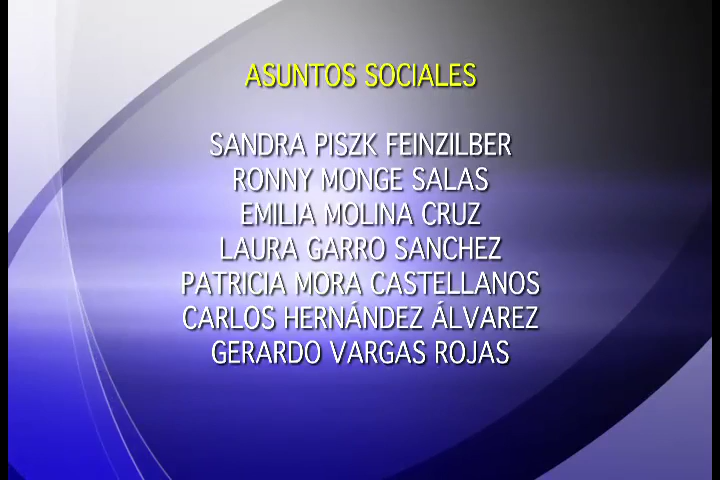 ASUNTOS SOCIALES
SANDRA PISZK FEINZILBER
RONNY MONGE SALAS
EMILIA MOLINA CRUZ
LAURA GARRO SANCHEZ
PATRICIA MORA CASTELLANOS
CARLOS HERNÁNDEZ ÁLVAREZ
GERARDO VARGAS ROJAS